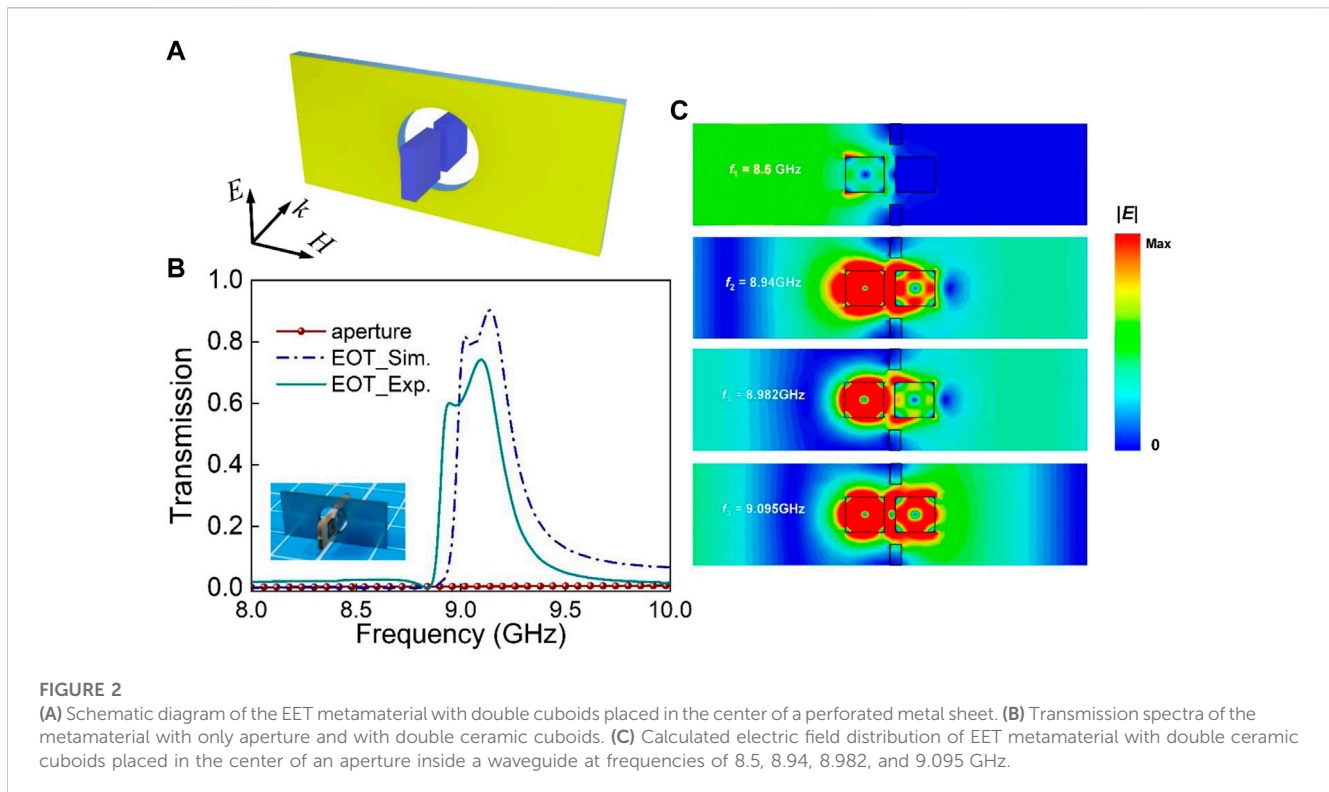 A
E
k
H
B
1.0
0.8
0.6
0.4
0.2
0.0
Transmission
aperture
EOT_Sim.
EOT_Exp.
8.0 8.5 9.0 9.5 10.0
Frequency (GHz)
C
f₁ = 8.5 GHz
f₂ = 8.94GHz
= 8.982GHz
= 9.095GHz
|E|
Max
0
FIGURE 2
(A) Schematic diagram of the EET metamaterial with double cuboids placed in the center of a perforated metal sheet. (B) Transmission spectra of the
metamaterial with only aperture and with double ceramic cuboids. (C) Calculated electric field distribution of EET metamaterial with double ceramic
cuboids placed in the center of an aperture inside a waveguide at frequencies of 8.5, 8.94, 8.982, and 9.095 GHz.